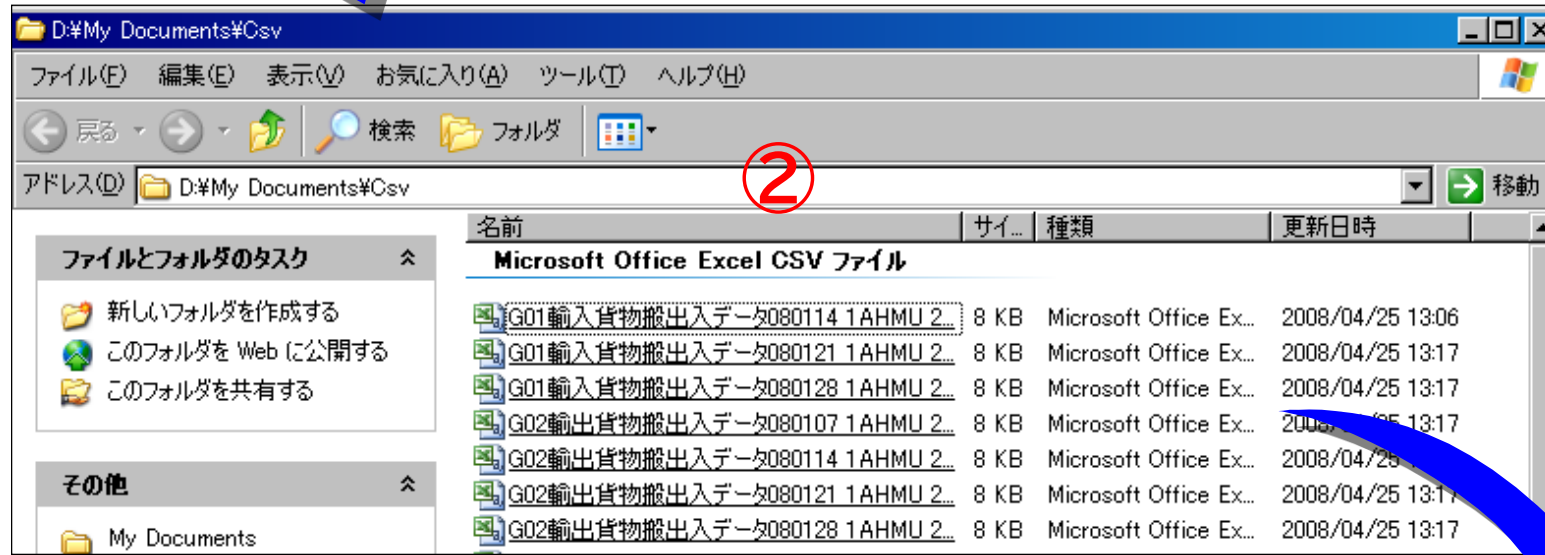 D:¥My Documents¥Csv
ファイル(F) 編集(E) 表示(V) お気に入り(A) ツール(T) ヘルプ(H)
戻る 検索 フォルダ
②
アドレス(D) D:¥My Documents¥Csv 移動
名前 サイ... 種類 更新日時
ファイルとフォルダのタスク
Microsoft Office Excel CSV ファイル
新しいフォルダを作成する
G01輸入貨物搬出入データ080114 1AHMU 2... 8 KB Microsoft Office Ex... 2008/04/25 13:06
このフォルダを Web に公開する
G01輸入貨物搬出入データ080121 1AHMU 2... 8 KB Microsoft Office Ex... 2008/04/25 13:17
このフォルダを共有する
G01輸入貨物搬出入データ080128 1AHMU 2... 8 KB Microsoft Office Ex... 2008/04/25 13:17
G02輸出貨物搬出入データ080107 1AHMU 2... 8 KB Microsoft Office Ex... 13:17
G02輸出貨物搬出入データ080114 1AHMU 2... 8 KB Microsoft Office Ex... 2008/04/25
その他
G02輸出貨物搬出入データ080121 1AHMU 2... 8 KB Microsoft Office Ex... 2008/04/25 13:17
My Documents
G02輸出貨物搬出入データ080128 1AHMU 2... 8 KB Microsoft Office Ex... 2008/04/25 13:17